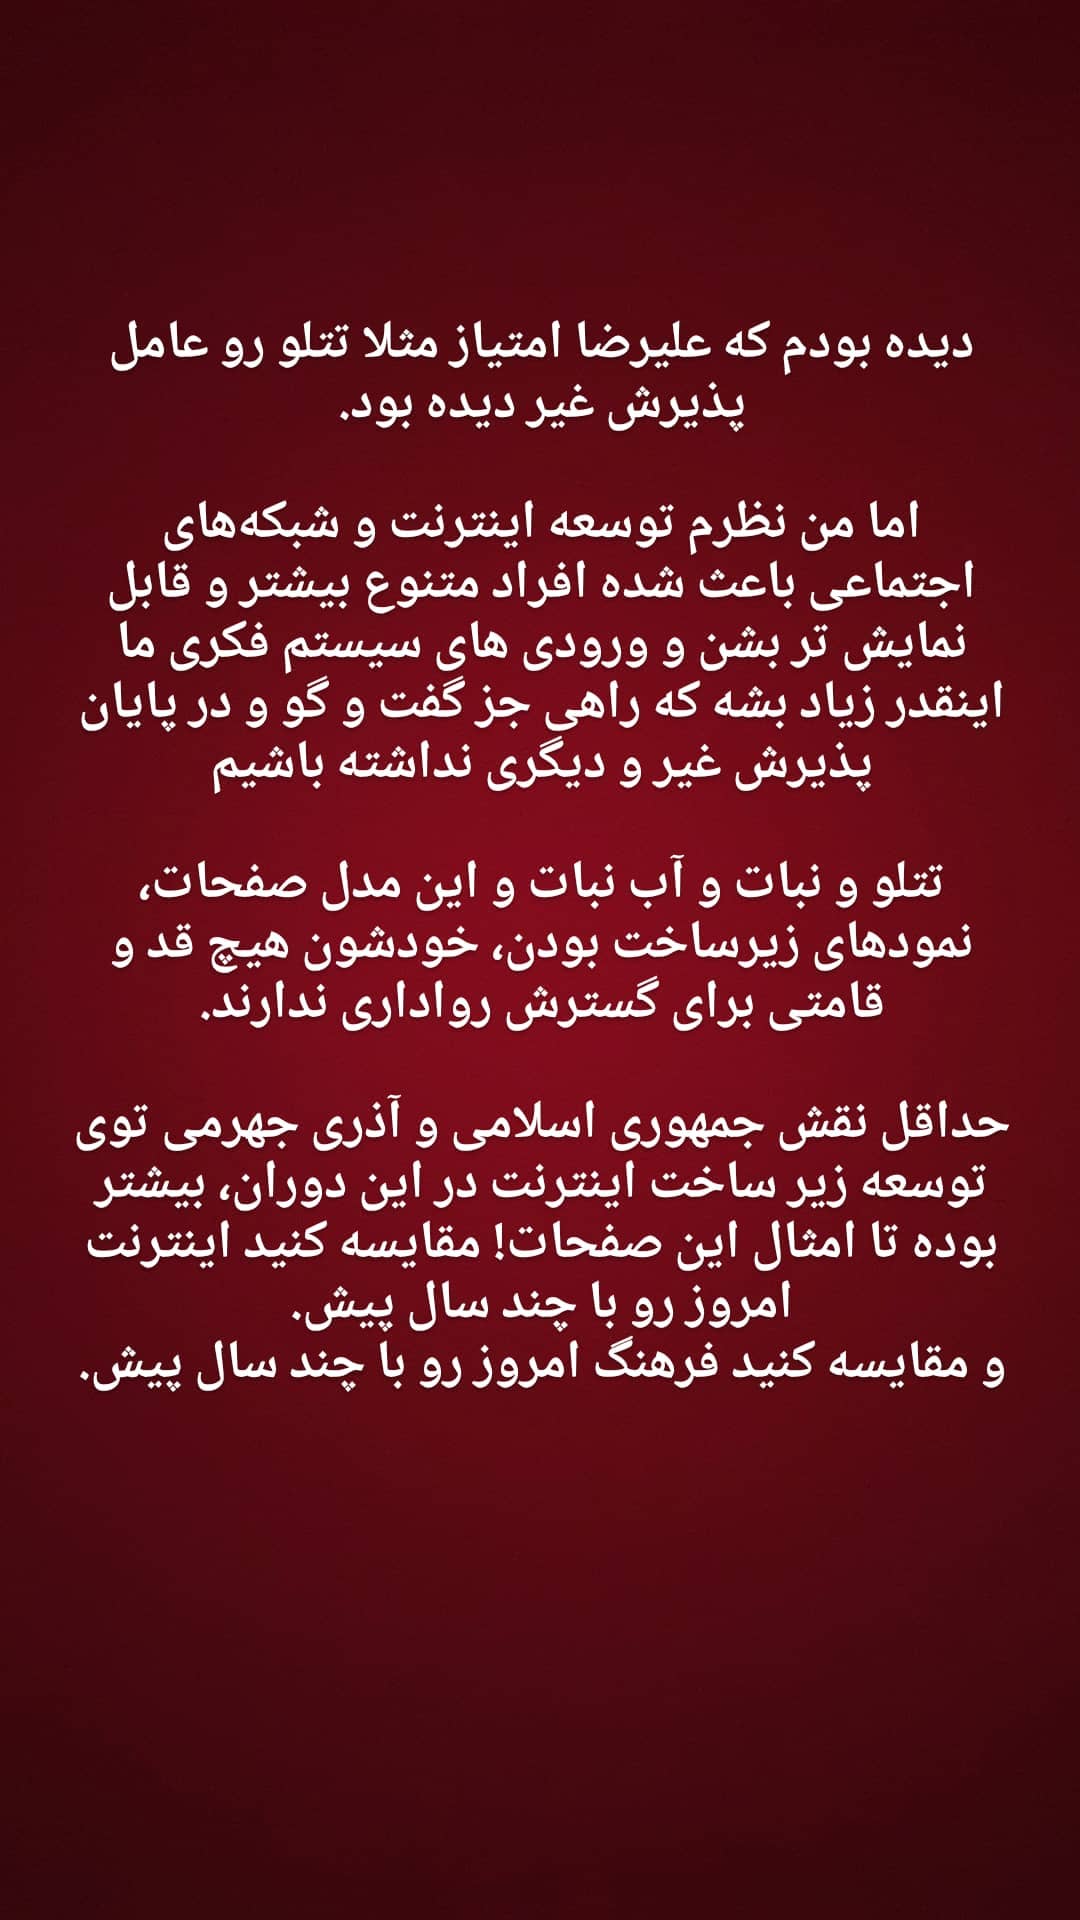 دیده بودم که علیرضا امتیاز مثلا تتلو رو عامل
پذیرش غیر دیده بود.
اما من نظرم توسعه اینترنت و شبکه‌های
اجتماعی باعث شده افراد متنوع بیشتر و قابل
نمایش تر بشن و ورودی های سیستم فکری ما
اینقدر زیاد بشه که راهی جز گفت و گو و در پایان
پذیرش غیر و دیگری نداشته باشیم
تتلو و نبات و آب نبات و این مدل صفحات،
نمودهای زیرساخت بودن، خودشون هیچ قد و
قامتی برای گسترش رواداری ندارند.
حداقل نقش جمهوری اسلامی و آذری جهرمی توی
توسعه زیر ساخت اینترنت در این دوران، بیشتر
بوده تا امثال این صفحات! مقایسه کنید اینترنت
امروز رو با چند سال پیش.
و مقایسه کنید فرهنگ امروز رو با چند سال پیش.